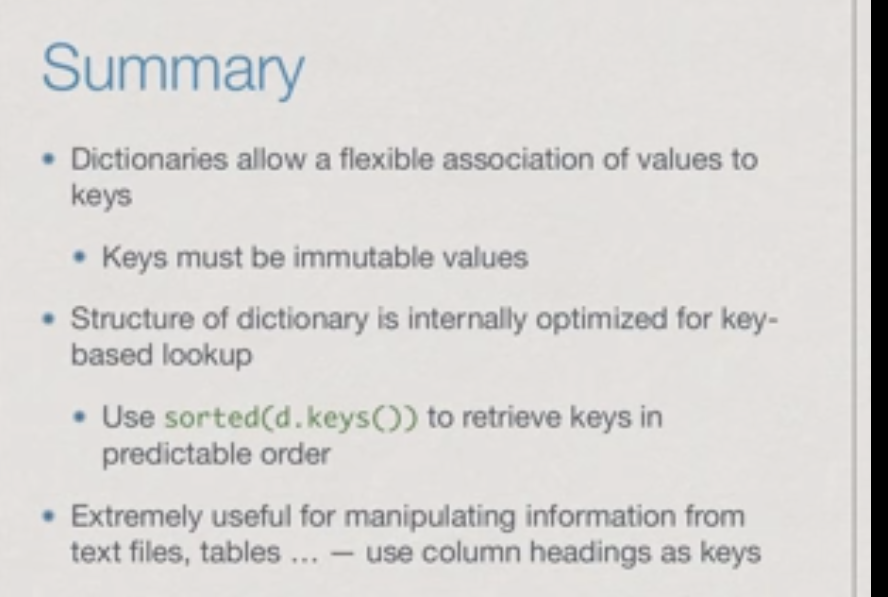 Summary
• Dictionaries allow a flexible association of values to
keys
• Keys must be immutable values
• Structure of dictionary is internally optimized for key-
based lookup
• Use sorted(d.keys()) to retrieve keys in
predictable order
• Extremely useful for manipulating information from
text files, tables ... — use column headings as keys